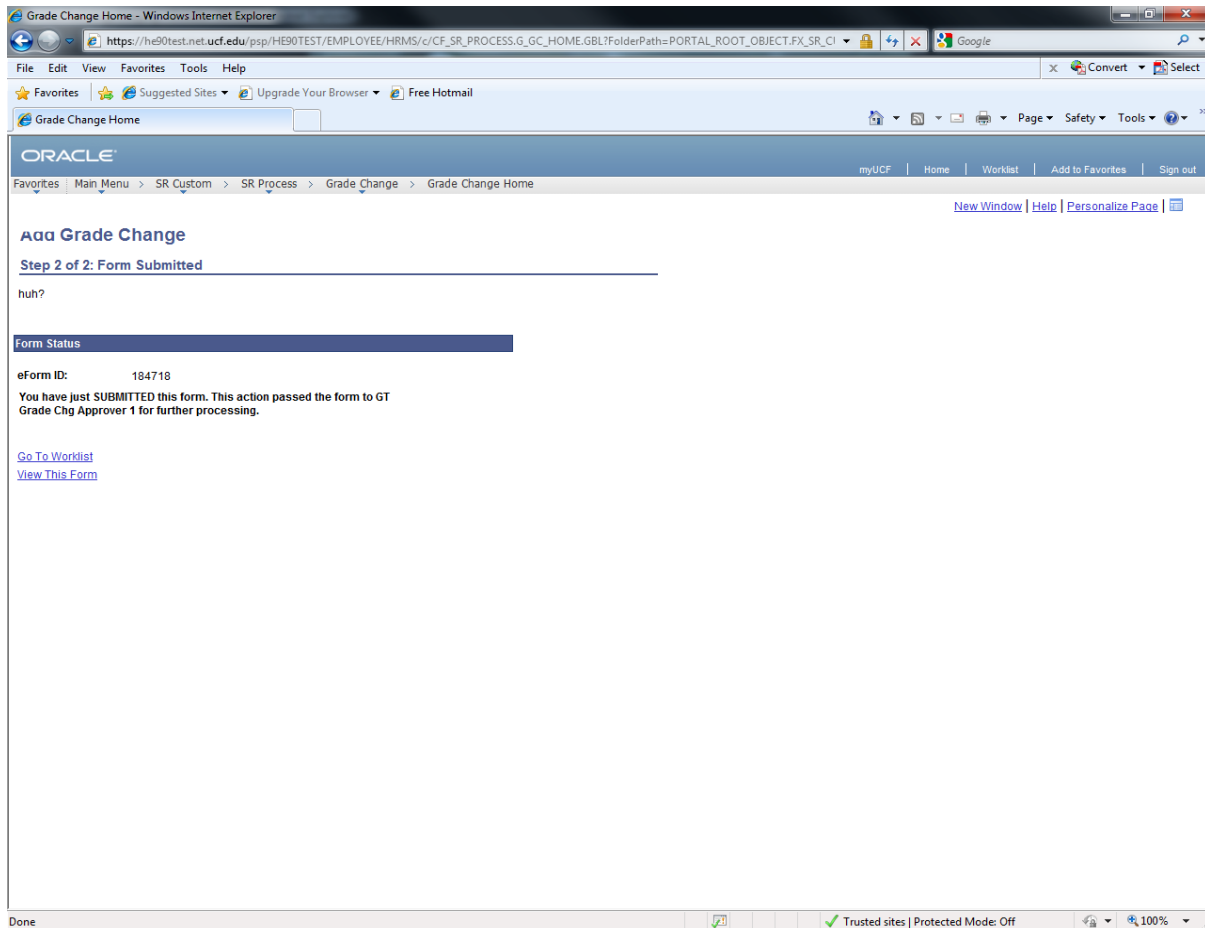 Grade Change Home - Windows Internet Explorer
https://he90test.net.ucf.edu/psp/HE90TEST/EMPLOYEE/HRMS/c/CF_SR_PROCESS.G_GC_HOME.GBL?FolderPath=PORTAL_ROOT_OBJECT.FX_SR_CU Google
File Edit View Favorites Tools Help x Convert Select
Favorites Suggested Sites Upgrade Your Browser Free Hotmail
Grade Change Home Page Safety Tools
ORACLE
myUCF | Home | Worklist | Add to Favorites | Sign out
Favorites Main Menu > SR Custom > SR Process > Grade Change > Grade Change Home
New Window | Help | Personalize Page |
Add Grade Change
Step 2 of 2: Form Submitted
huh?
Form Status
eForm ID: 184718
You have just SUBMITTED this form. This action passed the form to GT
Grade Chg Approver 1 for further processing.
Go To Worklist
View This Form
Done Trusted sites | Protected Mode: Off 100%